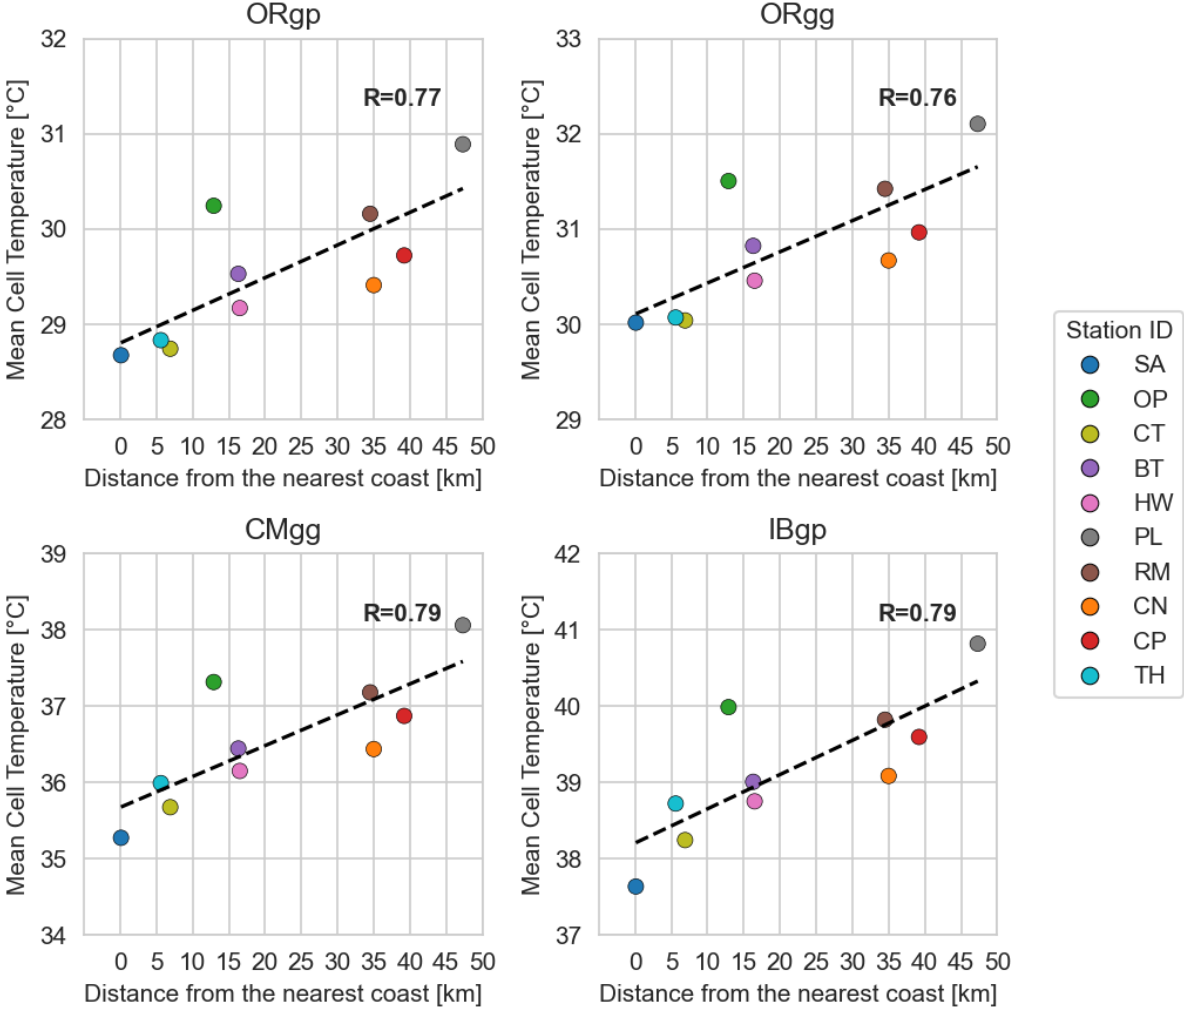 ORgp
32
31
30
29
28
Mean Cell Temperature [°C]
R=0.77
0 5 10 15 20 25 30 35 40 45 50
Distance from the nearest coast [km]
ORgg
33
32
31
30
29
Mean Cell Temperature [°C]
R=0.76
0 5 10 15 20 25 30 35 40 45 50
Distance from the nearest coast [km]
CMgg
39
38
37
36
35
34
Mean Cell Temperature [°C]
R=0.79
0 5 10 15 20 25 30 35 40 45 50
Distance from the nearest coast [km]
IBgp
42
41
40
39
38
37
Mean Cell Temperature [°C]
R=0.79
0 5 10 15 20 25 30 35 40 45 50
Distance from the nearest coast [km]
Station ID
SA
OP
CT
BT
HW
PL
RM
CN
CP
TH